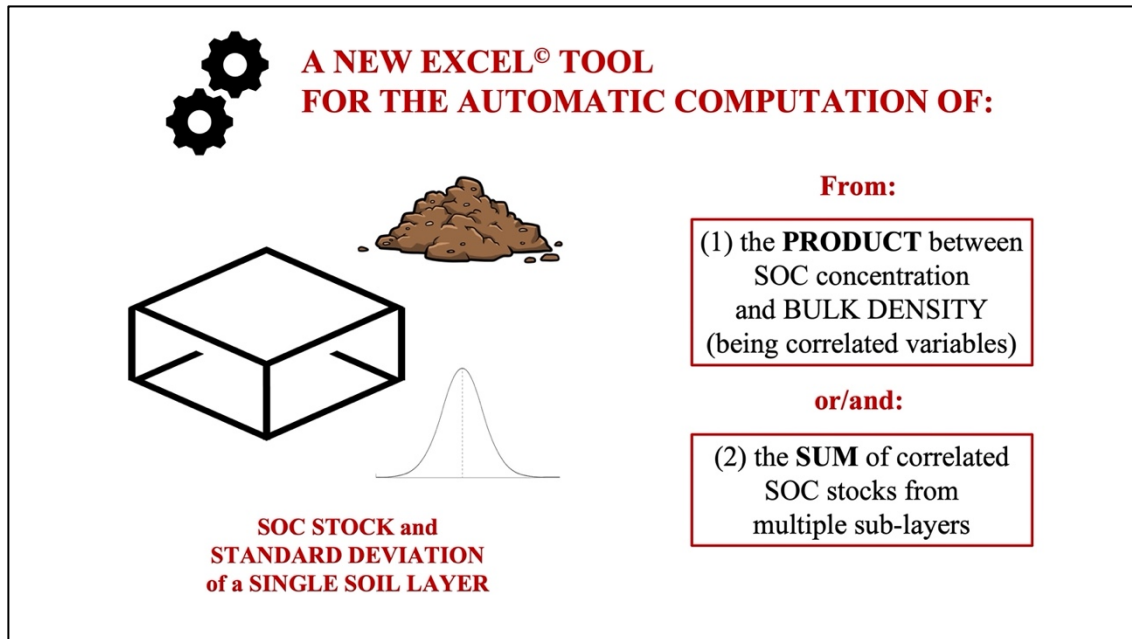 A NEW EXCEL© TOOL
FOR THE AUTOMATIC COMPUTATION OF:
SOC STOCK and
STANDARD DEVIATION
of a SINGLE SOIL LAYER
From:
(1) the PRODUCT between
SOC concentration
and BULK DENSITY
(being correlated variables)
or/and:
(2) the SUM of correlated
SOC stocks from
multiple sub-layers